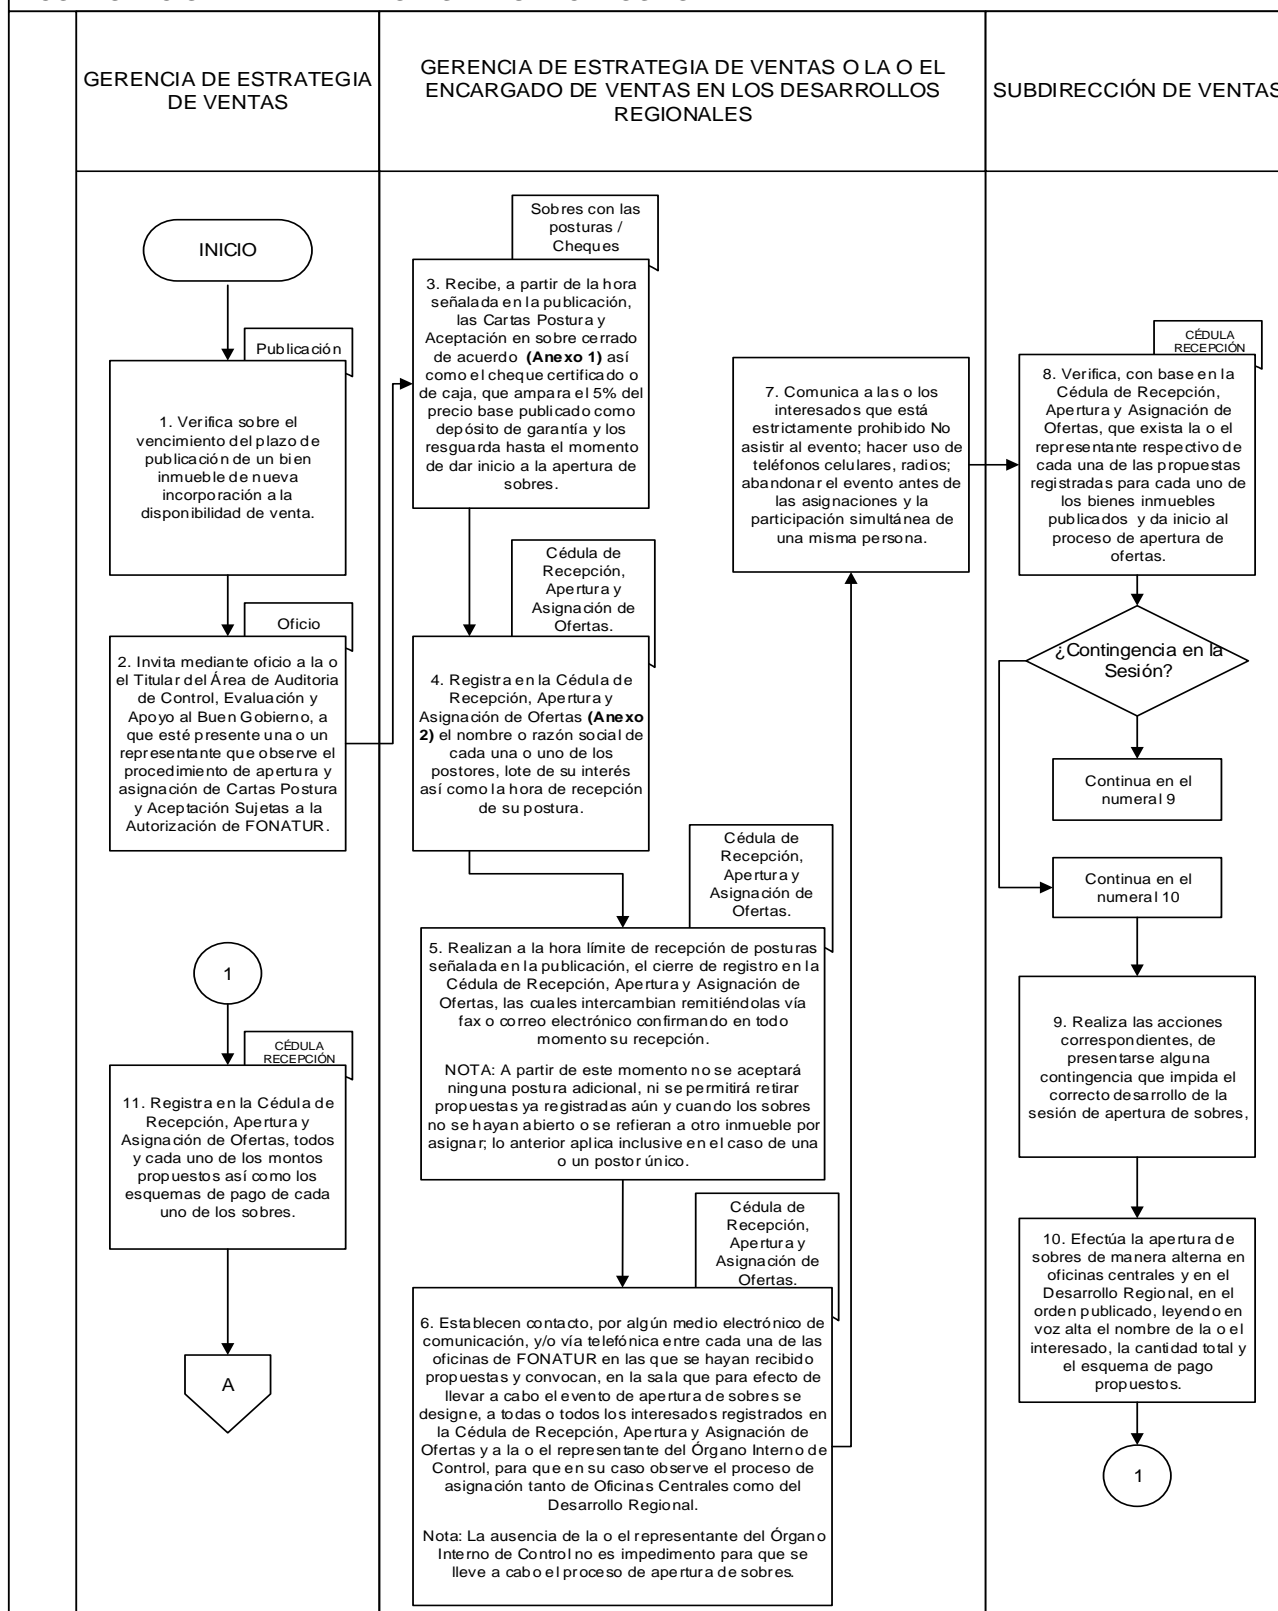 GERENCIA DE ESTRATEGIA
DE VENTAS
GERENCIA DE ESTRATEGIA DE VENTAS O LA O EL
ENCARGADO DE VENTAS EN LOS DESARROLLOS
REGIONALES
SUBDIRECCIÓN DE VENTAS
INICIO
Publicación
1. Verifica sobre el
vencimiento del plazo de
publicación de un bien
inmueble de nueva
incorporación a la
disponibilidad de venta.
Oficio
2. Invita mediante oficio a la o
el Titular del Área de Auditoria
de Control, Evaluación y
Apoyo al Buen Gobierno, a
que esté presente una o un
representante que observe el
procedimiento de apertura y
asignación de Cartas Postura
y Aceptación Sujetas a la
Autorización de FONATUR.
1
CÉDULA
RECEPCIÓN
11. Registra en la Cédula de
Recepción, Apertura y
Asignación de Ofertas, todos
y cada uno de los montos
propuestos así como los
esquemas de pago de cada
uno de los sobres.
A
Sobres con las
posturas /
Cheques
3. Recibe, a partir de la hora
señalada en la publicación,
las Cartas Postura y
Aceptación en sobre cerrado
de acuerdo (Anexo 1) así
como el cheque certificado o
de caja, que ampara el 5% del
precio base publicado como
depósito de garantía y los
resguarda hasta el momento
de dar inicio a la apertura de
sobres.
Cédula de
Recepción,
Apertura y
Asignación de
Ofertas.
4. Registra en la Cédula de
Recepción, Apertura y
Asignación de Ofertas (Anexo
2) el nombre o razón social de
cada una o uno de los
postores, lote de su interés
así como la hora de recepción
de su postura.
Cédula de
Recepción,
Apertura y
Asignación de
Ofertas.
5. Realizan a la hora límite de recepción de posturas
señalada en la publicación, el cierre de registro en la
Cédula de Recepción, Apertura y Asignación de
Ofertas, las cuales intercambian remitiéndolas vía
fax o correo electrónico confirmando en todo
momento su recepción.
NOTA: A partir de este momento no se aceptará
ninguna postura adicional, ni se permitirá retirar
propuestas ya registradas aún y cuando los sobres
no se hayan abierto o se refieran a otro inmueble por
asignar; lo anterior aplica inclusive en el caso de una
o un postor único.
Cédula de
Recepción,
Apertura y
Asignación de
Ofertas.
6. Establecen contacto, por algún medio electrónico de
comunicación, y/o vía telefónica entre cada una de las
oficinas de FONATUR en las que se hayan recibido
propuestas y convocan, en la sala que para efecto de
llevar a cabo el evento de apertura de sobres se
designe, a todas o todos los interesados registrados en
la Cédula de Recepción, Apertura y Asignación de
Ofertas y a la o el representante del Órgano Interno de
Control, para que en su caso observe el proceso de
asignación tanto de Oficinas Centrales como del
Desarrollo Regional.
Nota: La ausencia de la o el representante del Órgano
Interno de Control no es impedimento para que se
lleve a cabo el proceso de apertura de sobres.
7. Comunica a las o los
interesados que está
estrictamente prohibido No
asistir al evento; hacer uso de
teléfonos celulares, radios;
abandonar el evento antes de
las asignaciones y la
participación simultánea de
una misma persona.
CÉDULA
RECEPCIÓN
8. Verifica, con base en la
Cédula de Recepción,
Apertura y Asignación de
Ofertas, que exista la o el
representante respectivo de
cada una de las propuestas
registradas para cada uno de
los bienes inmuebles
publicados y da inicio al
proceso de apertura de
ofertas.
¿Contingencia en la
Sesión?
Continua en el
numeral 9
Continua en el
numeral 10
9. Realiza las acciones
correspondientes, de
presentarse alguna
contingencia que impida el
correcto desarrollo de la
sesión de apertura de sobres,
10. Efectúa la apertura de
sobres de manera alterna en
oficinas centrales y en el
Desarrollo Regional, en el
orden publicado, leyendo en
voz alta el nombre de la o el
interesado, la cantidad total y
el esquema de pago
propuestos.
1